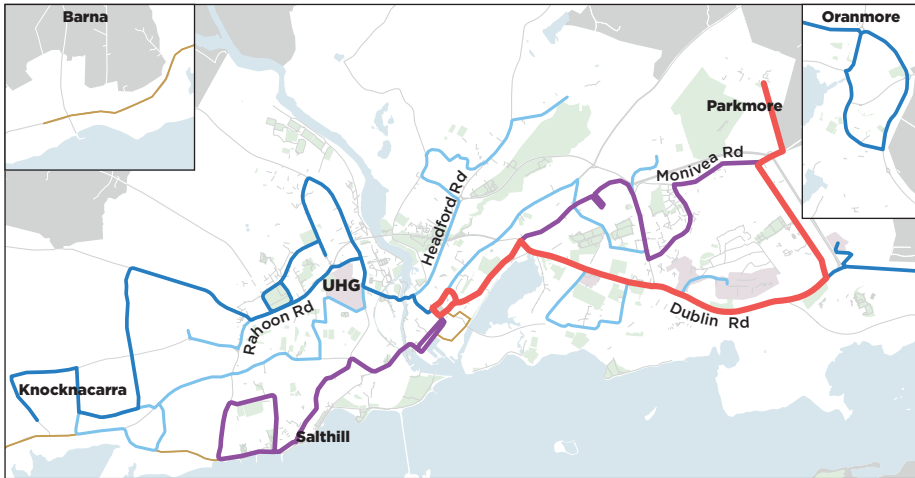 Barna
Oranmore
Parkmore
Monivea Rd
Headford Rd
UHG
Rahoon Rd
Dublin Rd
Knocknacarra
Salthill